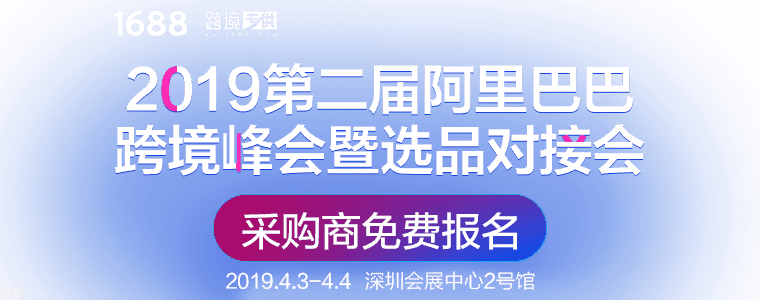 1688 跨境专供
2019第二届阿里巴巴
跨境峰会暨选品对接会
采购商免费报名
2019.4.3-4.4 深圳会展中心2号馆